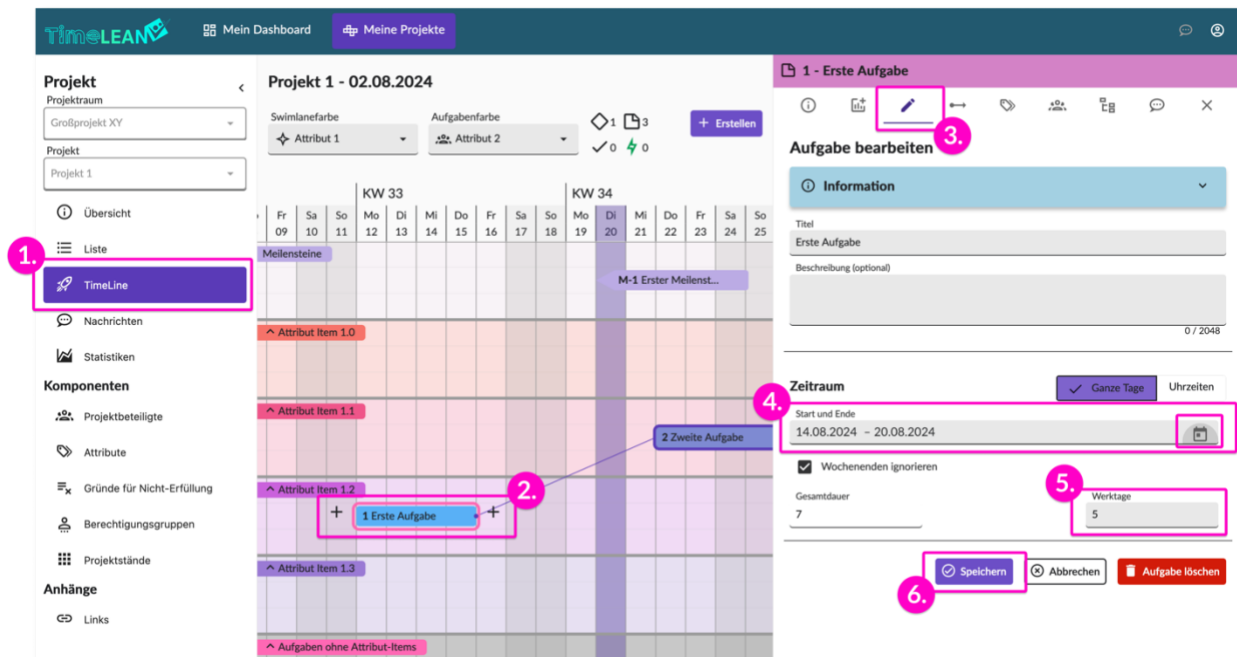 TimeLEAN
Mein Dashboard
Meine Projekte
Projekt
Projektraum
Großprojekt XY
Projekt
Projekt 1
Übersicht
Liste
1.
TimeLine
Nachrichten
Statistiken
Komponenten
Projektbeteiligte
Attribute
Gründe für Nicht-Erfüllung
Berechtigungsgruppen
Projektstände
Anhänge
Links
Projekt 1 - 02.08.2024
Swimlanefarbe
Attribut 1
Aufgabenfarbe
Attribut 2
1 3
0 0
+ Erstellen
KW 33 KW 34
Fr Sa So Mo Di Mi Do Fr Sa So Mo Di Mi Do Fr Sa So
09 10 11 12 13 14 15 16 17 18 19 20 21 22 23 24 25
Meilensteine
M-1 Erster Meilenst...
Attribut Item 1.0
Attribut Item 1.1
2 Zweite Aufgabe
Attribut Item 1.2
2.
+ 1 Erste Aufgabe +
Attribut Item 1.3
Aufgaben ohne Attribut-Items
1 - Erste Aufgabe
3.
Aufgabe bearbeiten
Information
Titel
Erste Aufgabe
Beschreibung (optional)
0 / 2048
Zeitraum
Ganze Tage
Uhrzeiten
4.
Start und Ende
14.08.2024 – 20.08.2024
Wochenenden ignorieren
5.
Gesamtdauer
7
Werktage
5
Speichern
Abbrechen
Aufgabe löschen
6.